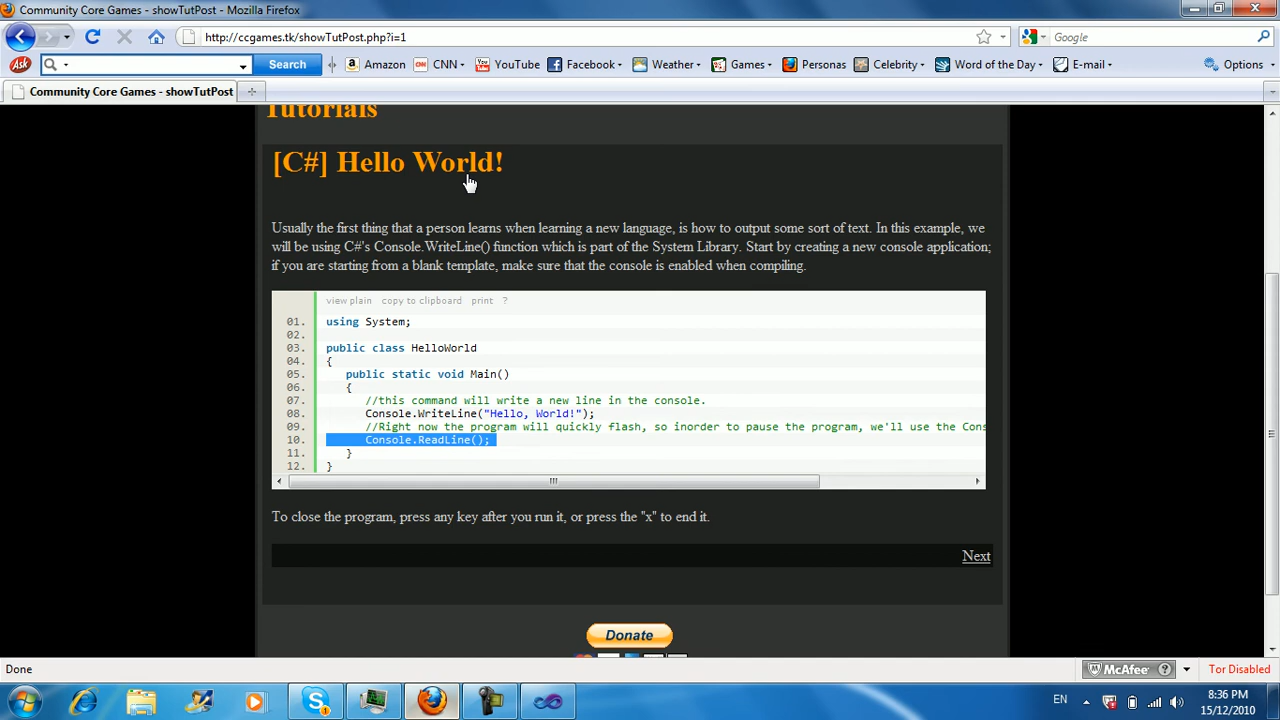 Community Core Games - showTutPost - Mozilla Firefox
http://ccgames.tk/showTutPost.php?i=1
Google
Ask
Search
Amazon
CNN
YouTube
Facebook
Weather
Games
Personas
Celebrity
Word of the Day
E-mail
Options
Community Core Games - showTutPost
Tutorials
[C#] Hello World!
Usually the first thing that a person learns when learning a new language, is how to output some sort of text. In this example, we
will be using C#'s Console.WriteLine() function which is part of the System Library. Start by creating a new console application;
if you are starting from a blank template, make sure that the console is enabled when compiling.
view plain copy to clipboard print ?
01. using System;
02.
03. public class HelloWorld
04. {
05. public static void Main()
06. {
07. //this command will write a new line in the console.
08. Console.WriteLine("Hello, World!");
09. //Right now the program will quickly flash, so inorder to pause the program, we'll use the Cons
10. Console.ReadLine();
11. }
12. }
To close the program, press any key after you run it, or press the "x" to end it.
Next
Donate
Done
McAfee ?
Tor Disabled
EN
8:36 PM
15/12/2010